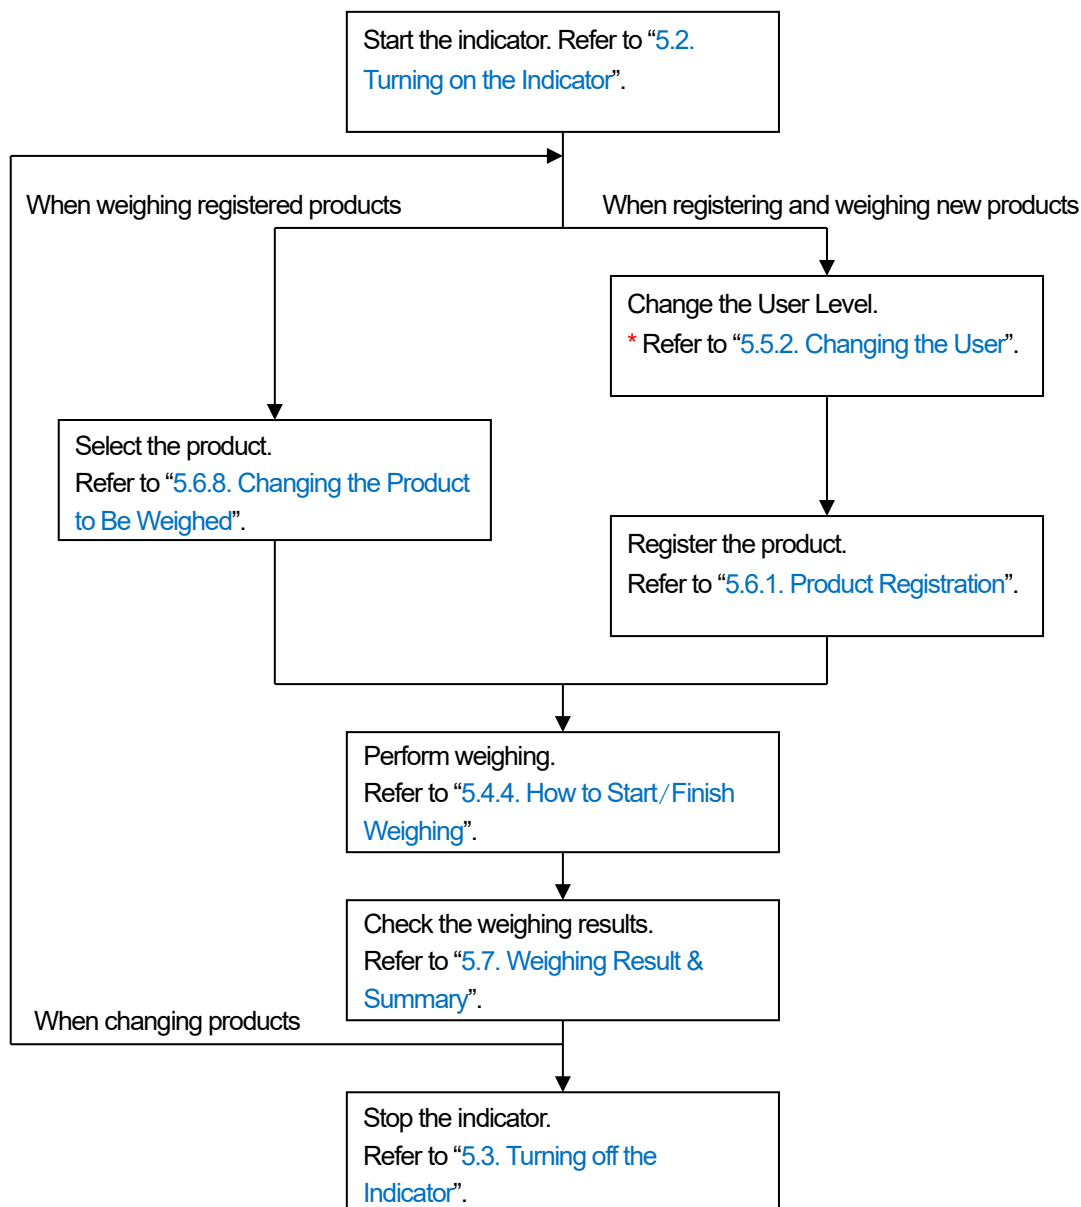 Start the indicator. Refer to “5.2.
Turning on the Indicator”.
When weighing registered products
When registering and weighing new products
Change the User Level.
* Refer to “5.5.2. Changing the User”.
Select the product.
Refer to “5.6.8. Changing the Product
to Be Weighed”.
Register the product.
Refer to “5.6.1. Product Registration”.
Perform weighing.
Refer to “5.4.4. How to Start/Finish
Weighing”.
Check the weighing results.
Refer to “5.7. Weighing Result &
Summary”.
When changing products
Stop the indicator.
Refer to “5.3. Turning off the
Indicator”.